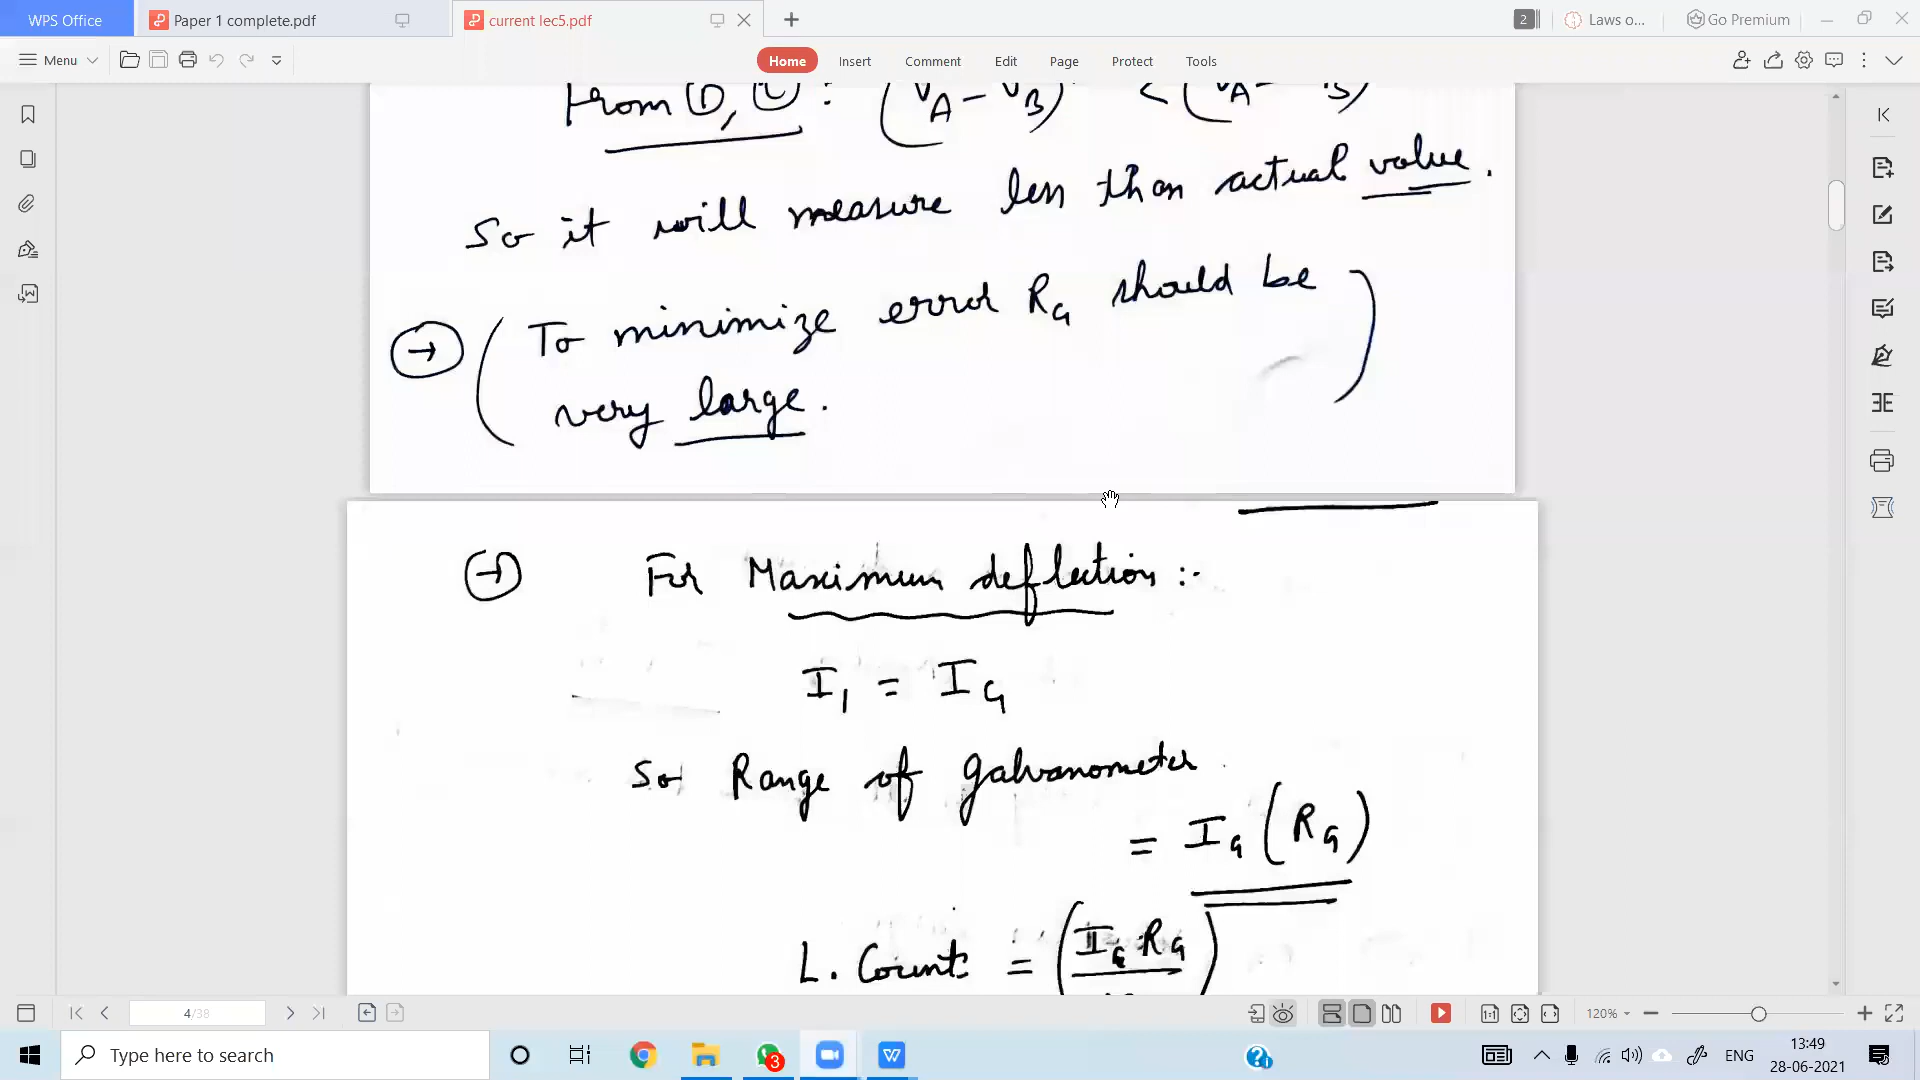 WPS Office
Paper 1 complete.pdf
current lec5.pdf
2
Laws o...
Go Premium
Menu
Home
Insert
Comment
Edit
Page
Protect
Tools
From ①, ② : (VA - VB) < (VA - B)
So it will measure less than actual value.
→ ( To minimize error RG should be
very large. )
→ For Maximum deflection :-
I1 = IG
So Range of galvanometer
= IG (RG)
L. Count = (IG RG
4/38
120%
Type here to search
3
ENG
13:49
28-06-2021